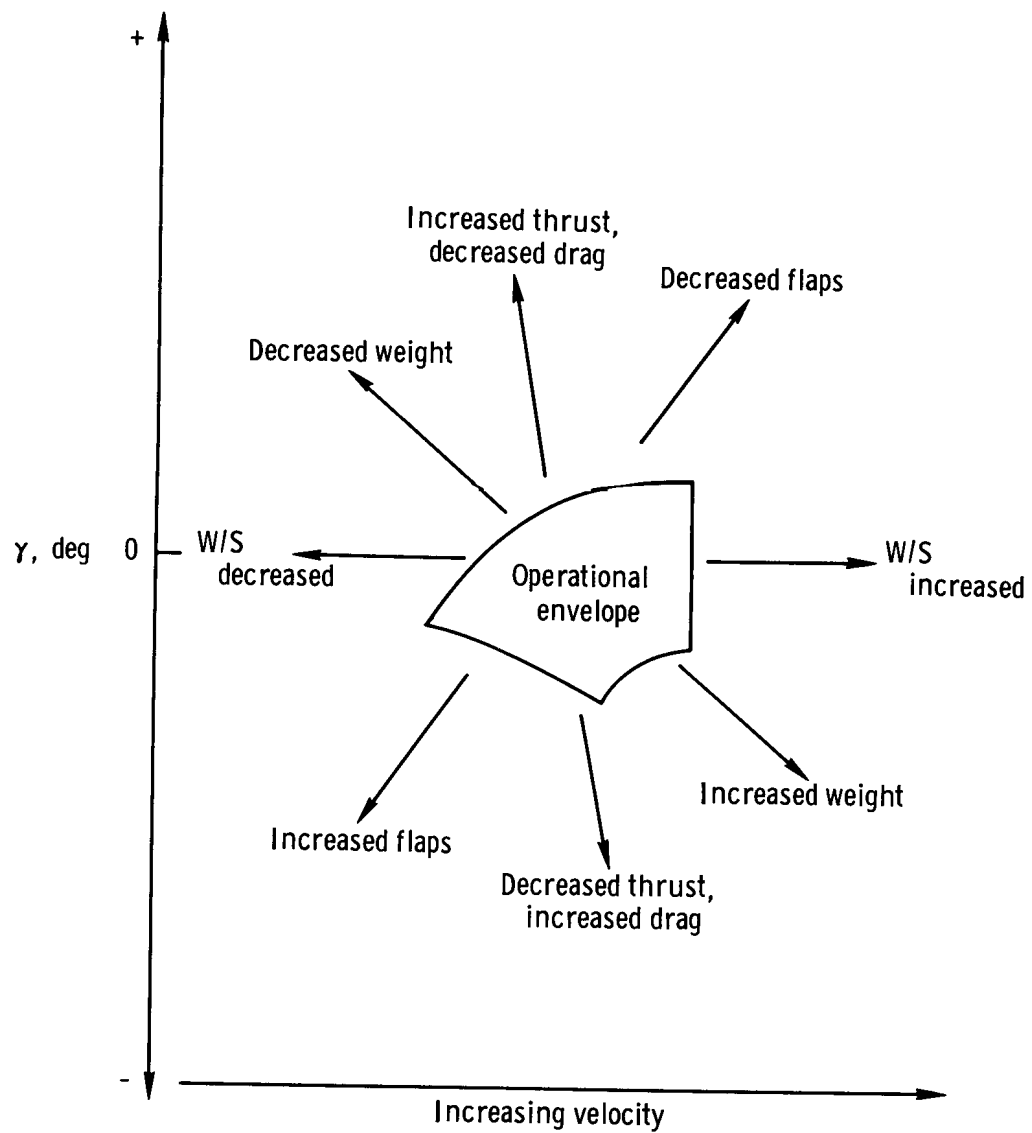 +
Increased thrust,
decreased drag
Decreased flaps
Decreased weight
γ, deg 0
W/S
decreased
Operational
envelope
W/S
increased
Increased weight
Increased flaps
Decreased thrust,
increased drag
-
Increasing velocity